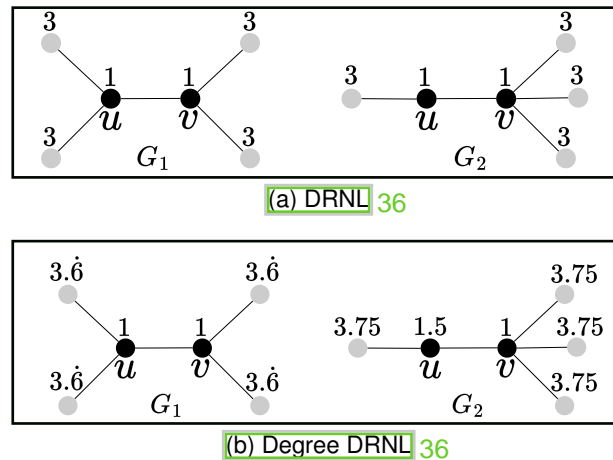 3 3 3
1 1 3 1 1 3
u v u v
3 3 3
G₁ G₂
(a) DRNL 36
3.6̇ 3.6̇ 3.75
1 1 3.75 1.5 1 3.75
u v u v
3.6̇ 3.6̇ 3.75
G₁ G₂
(b) Degree DRNL 36